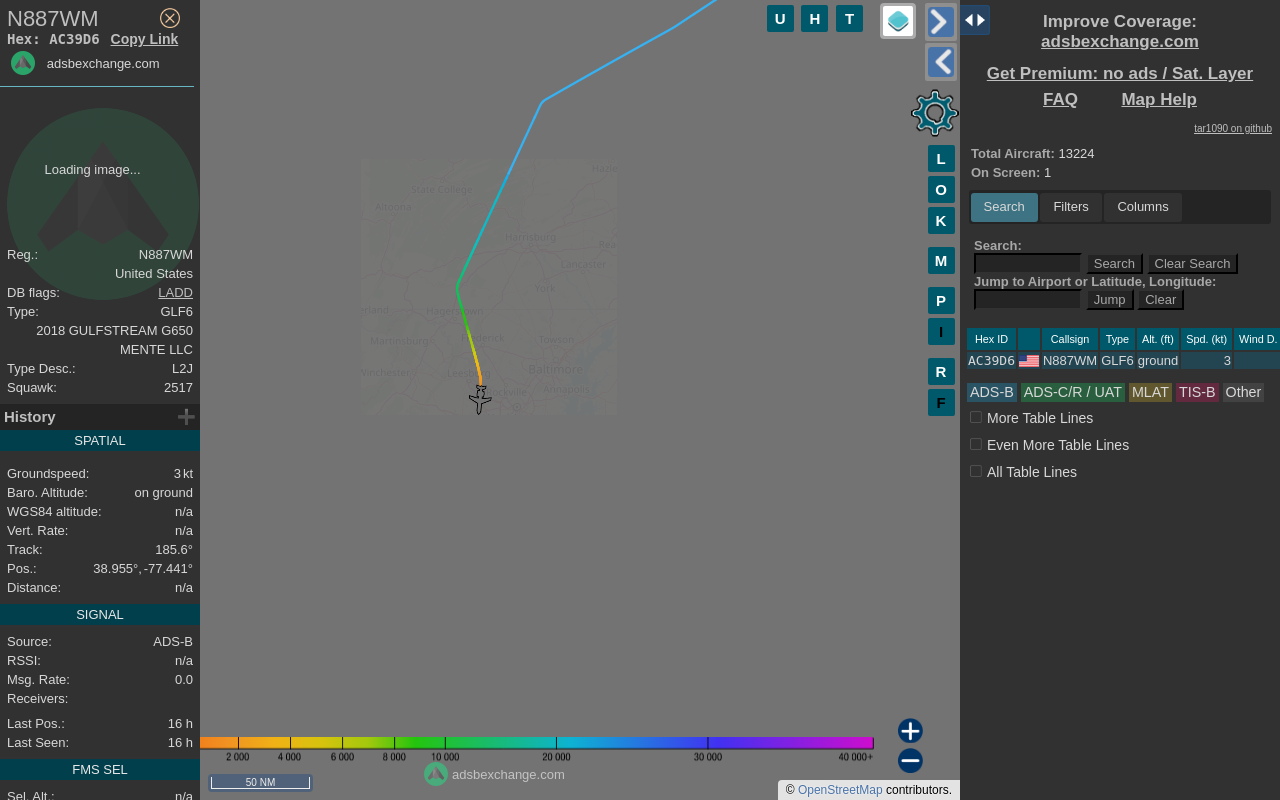 N887WM
Hex: AC39D6 Copy Link
adsbexchange.com
Loading image...
Reg.: N887WM
United States
DB flags: LADD
Type: GLF6
2018 GULFSTREAM G650
MENTE LLC
Type Desc.: L2J
Squawk: 2517
History
SPATIAL
Groundspeed: 3 kt
Baro. Altitude: on ground
WGS84 altitude: n/a
Vert. Rate: n/a
Track: 185.6°
Pos.: 38.955°, -77.441°
Distance: n/a
SIGNAL
Source: ADS-B
RSSI: n/a
Msg. Rate: 0.0
Receivers:
Last Pos.: 16 h
Last Seen: 16 h
FMS SEL
Sel. Alt.: n/a
U H T
L
O
K
M
P
I
R
F
State College
Altoona
Harrisburg
Lancaster
York
Hagerstown
Martinsburg
Towson
Baltimore
Annapolis
2 000 4 000 6 000 8 000 10 000 20 000 30 000 40 000+
50 NM
adsbexchange.com
© OpenStreetMap contributors.
Improve Coverage:
adsbexchange.com
Get Premium: no ads / Sat. Layer
FAQ Map Help
tar1090 on github
Total Aircraft: 13224
On Screen: 1
Search Filters Columns
Search:
Search Clear Search
Jump to Airport or Latitude, Longitude:
Jump Clear
Hex ID Callsign Type Alt. (ft) Spd. (kt) Wind D.
AC39D6 N887WM GLF6 ground 3
ADS-B ADS-C/R / UAT MLAT TIS-B Other
More Table Lines
Even More Table Lines
All Table Lines